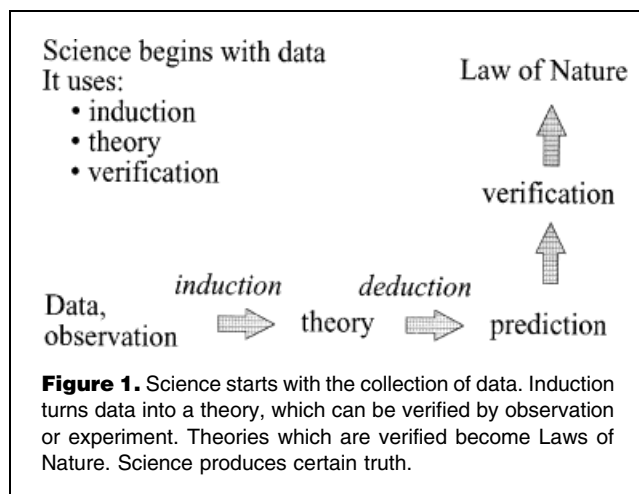 Science begins with data
It uses:
• induction
• theory
• verification
Law of Nature
verification
induction
deduction
Data,
observation
theory
prediction
Figure 1. Science starts with the collection of data. Induction
turns data into a theory, which can be verified by observation
or experiment. Theories which are verified become Laws of
Nature. Science produces certain truth.